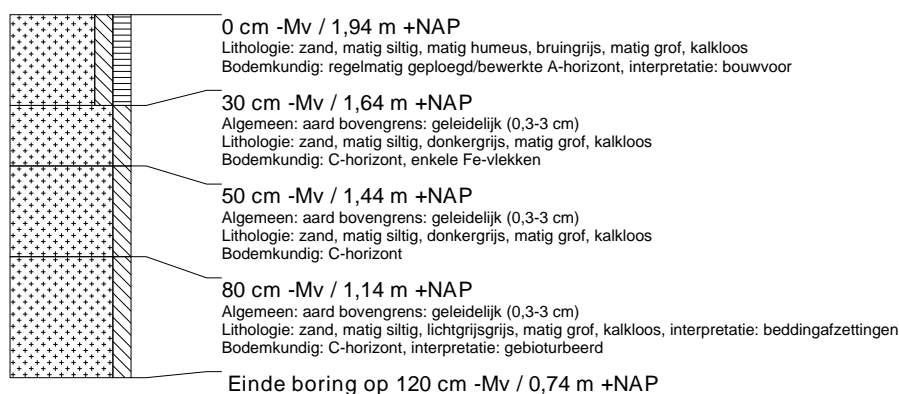 0 cm -Mv / 1,94 m +NAP
Lithologie: zand, matig siltig, matig humeus, bruingrijs, matig grof, kalkloos
Bodemkundig: regelmatig geploegd/bewerkte A-horizont, interpretatie: bouwvoor
30 cm -Mv / 1,64 m +NAP
Algemeen: aard bovengrens: geleidelijk (0,3-3 cm)
Lithologie: zand, matig siltig, donkergrijs, matig grof, kalkloos
Bodemkundig: C-horizont, enkele Fe-vlekken
50 cm -Mv / 1,44 m +NAP
Algemeen: aard bovengrens: geleidelijk (0,3-3 cm)
Lithologie: zand, matig siltig, donkergrijs, matig grof, kalkloos
Bodemkundig: C-horizont
80 cm -Mv / 1,14 m +NAP
Algemeen: aard bovengrens: geleidelijk (0,3-3 cm)
Lithologie: zand, matig siltig, lichtgrijsgrijs, matig grof, kalkloos, interpretatie: beddingafzettingen
Bodemkundig: C-horizont, interpretatie: gebioturbeerd
Einde boring op 120 cm -Mv / 0,74 m +NAP